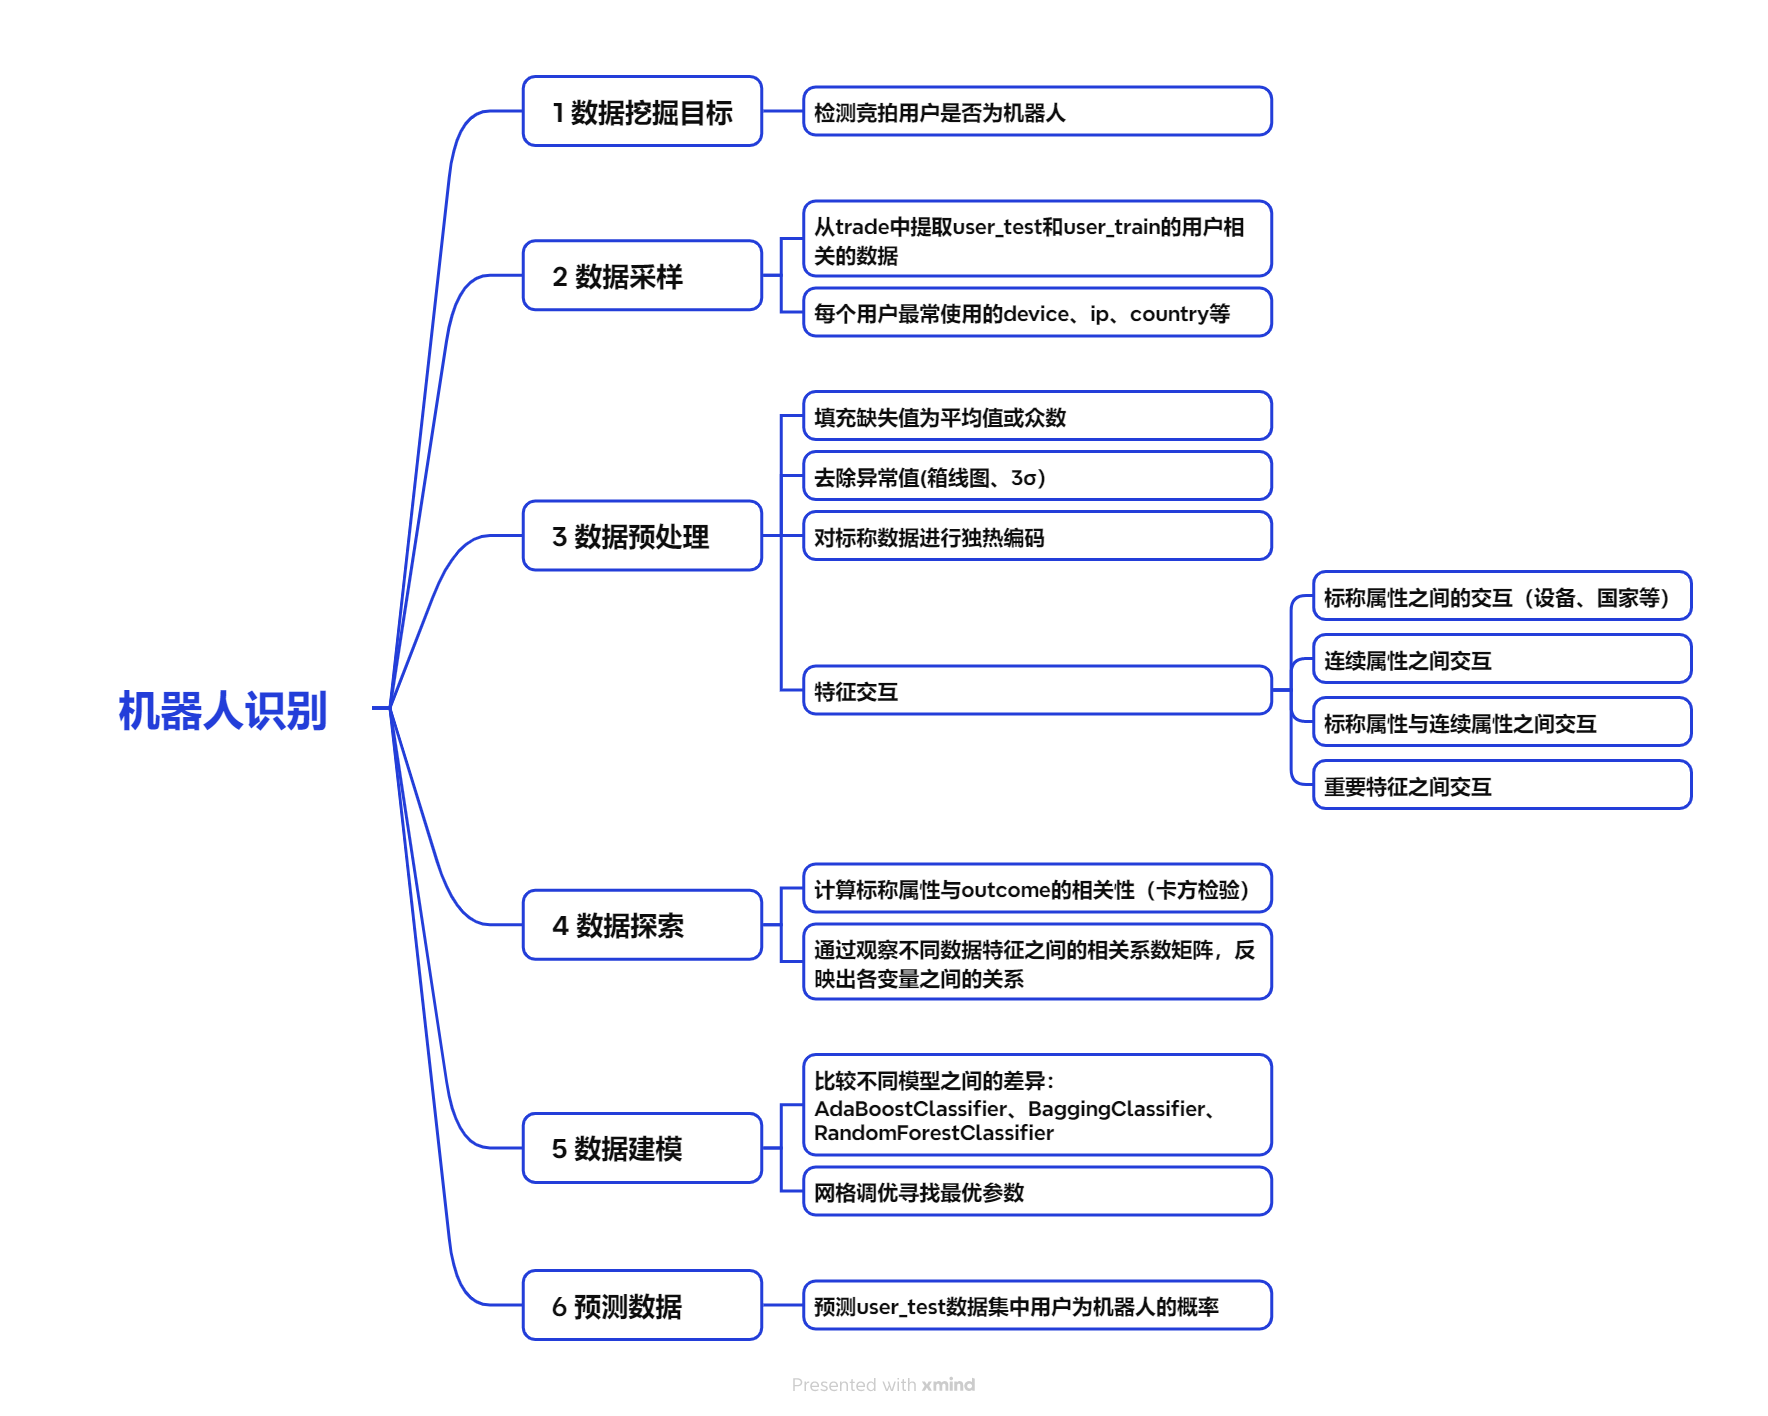 机器人识别
1 数据挖掘目标
检测竞拍用户是否为机器人
2 数据采样
从trade中提取user_test和user_train的用户相
关的数据
每个用户最常使用的device、ip、country等
3 数据预处理
填充缺失值为平均值或众数
去除异常值(箱线图、3σ)
对标称数据进行独热编码
特征交互
标称属性之间的交互（设备、国家等）
连续属性之间交互
标称属性与连续属性之间交互
重要特征之间交互
4 数据探索
计算标称属性与outcome的相关性（卡方检验）
通过观察不同数据特征之间的相关系数矩阵，反
映出各变量之间的关系
5 数据建模
比较不同模型之间的差异：
AdaBoostClassifier、BaggingClassifier、
RandomForestClassifier
网格调优寻找最优参数
6 预测数据
预测user_test数据集中用户为机器人的概率
Presented with xmind